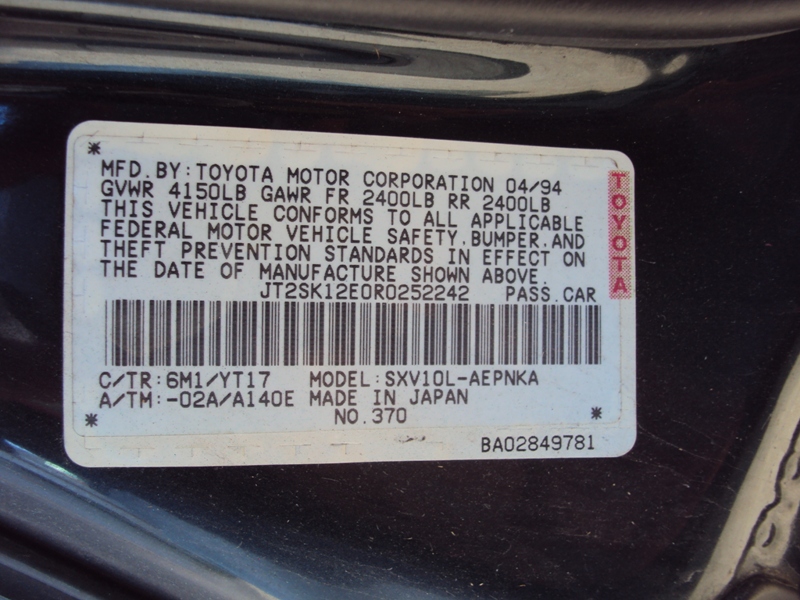 MFD.BY:TOYOTA MOTOR CORPORATION 04/94
GVWR 4150LB GAWR FR 2400LB RR 2400LB
THIS VEHICLE CONFORMS TO ALL APPLICABLE
FEDERAL MOTOR VEHICLE SAFETY,BUMPER,AND
THEFT PREVENTION STANDARDS IN EFFECT ON
THE DATE OF MANUFACTURE SHOWN ABOVE.
JT2SK12E0R0252242 PASS.CAR
C/TR:6M1/YT17 MODEL:SXV10L-AEPNKA
A/TM:-02A/A140E MADE IN JAPAN
NO.370
BA02849781
TOYOTA